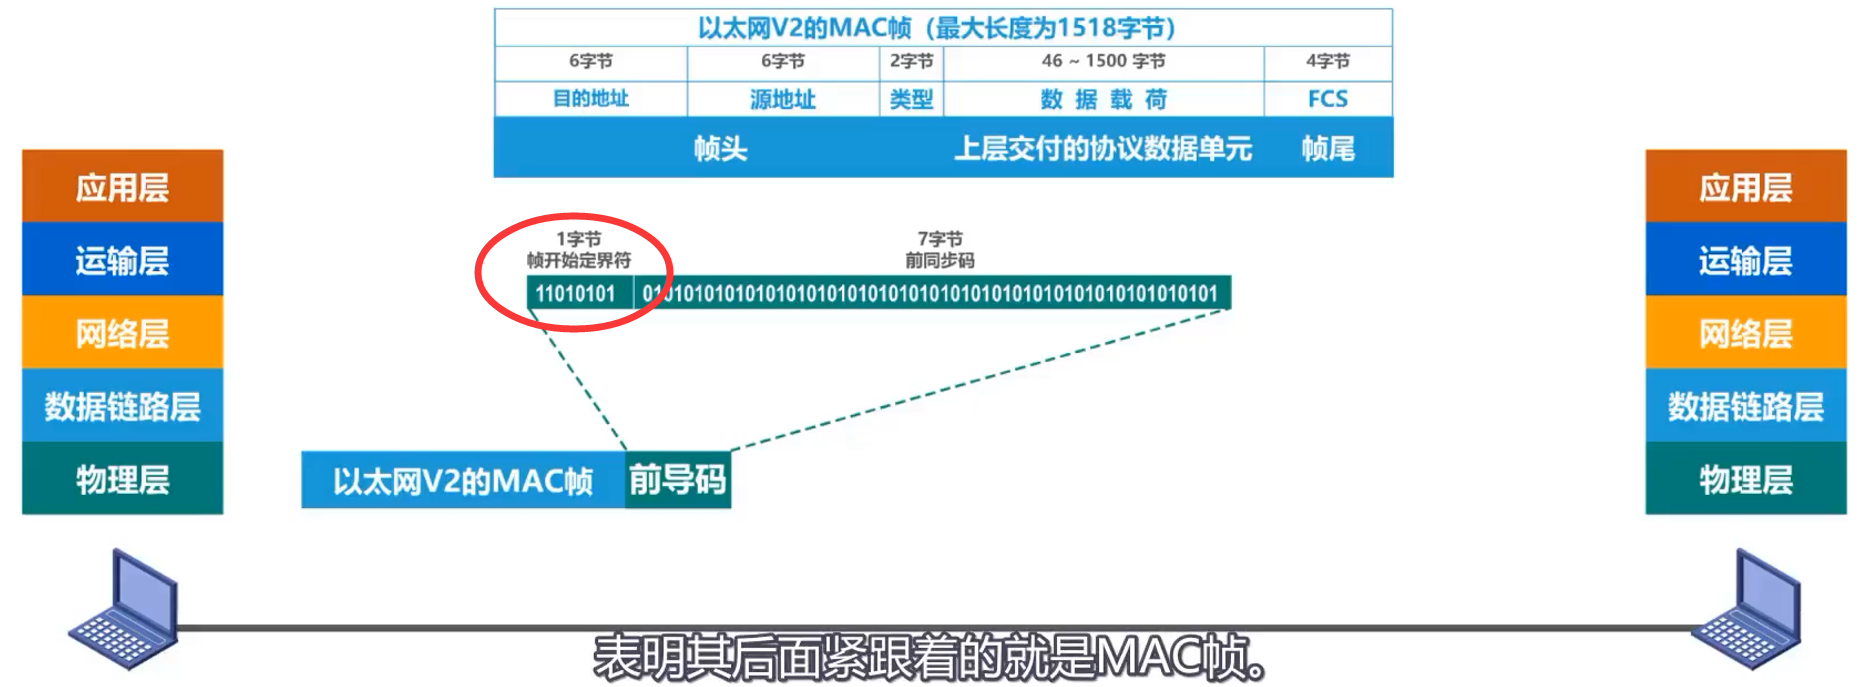 以太网V2的MAC帧（最大长度为1518字节）
6字节 6字节 2字节 46 ~ 1500 字节 4字节
目的地址 源地址 类型 数 据 载 荷 FCS
帧头 上层交付的协议数据单元 帧尾
应用层
运输层
网络层
数据链路层
物理层
1字节
帧开始定界符
7字节
前同步码
11010101 01010101010101010101010101010101010101010101010101010101
以太网V2的MAC帧 前导码
应用层
运输层
网络层
数据链路层
物理层
表明其后面紧跟着的就是MAC帧。